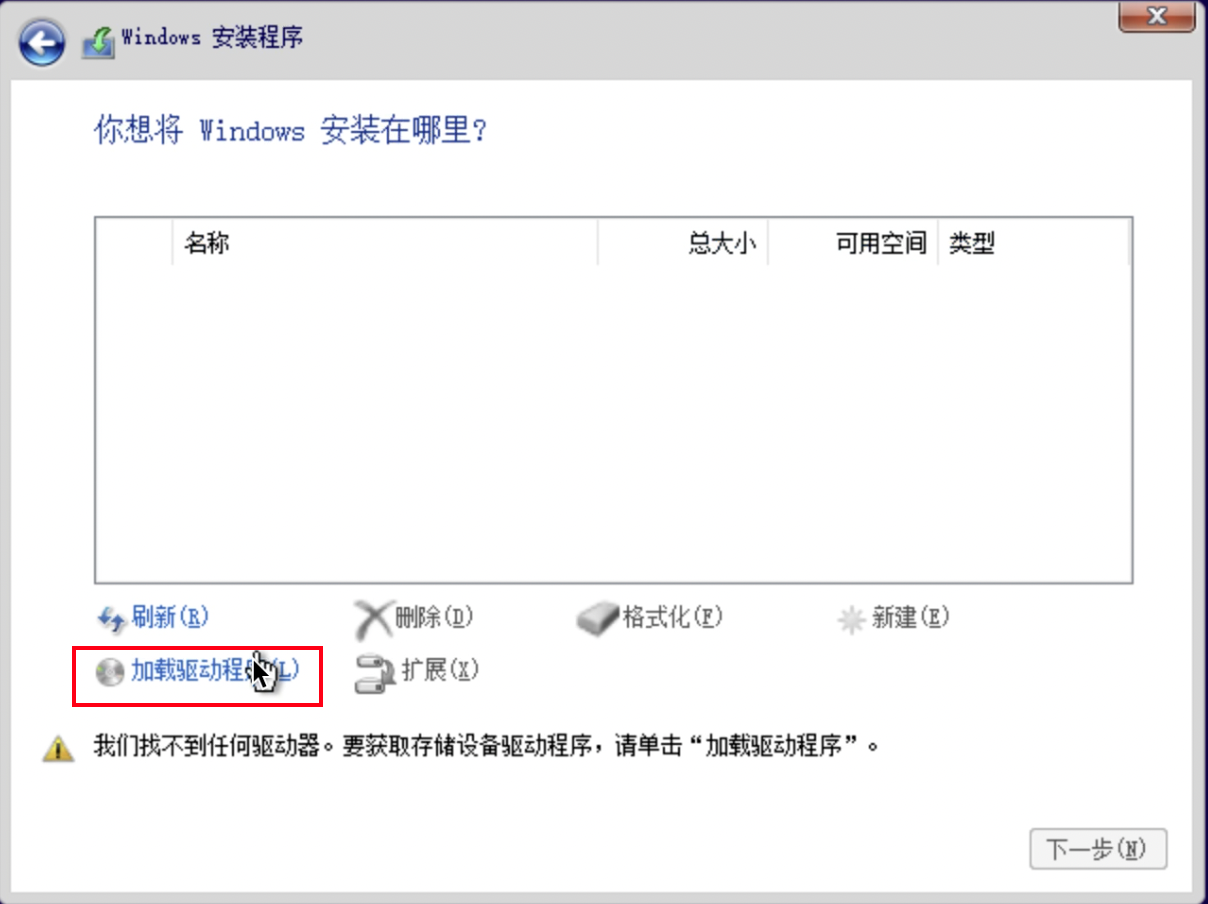 Windows 安装程序
你想将 Windows 安装在哪里?
名称 总大小 可用空间 类型
刷新(R) 删除(D) 格式化(F) 新建(E)
加载驱动程序(L) 扩展(X)
我们找不到任何驱动器。要获取存储设备驱动程序，请单击“加载驱动程序”。
下一步(N)